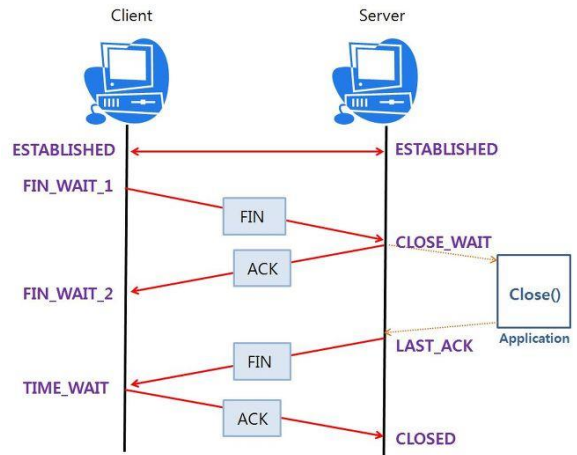 Client
Server
ESTABLISHED
ESTABLISHED
FIN_WAIT_1
FIN
CLOSE_WAIT
ACK
FIN_WAIT_2
Close()
Application
LAST_ACK
FIN
TIME_WAIT
ACK
CLOSED